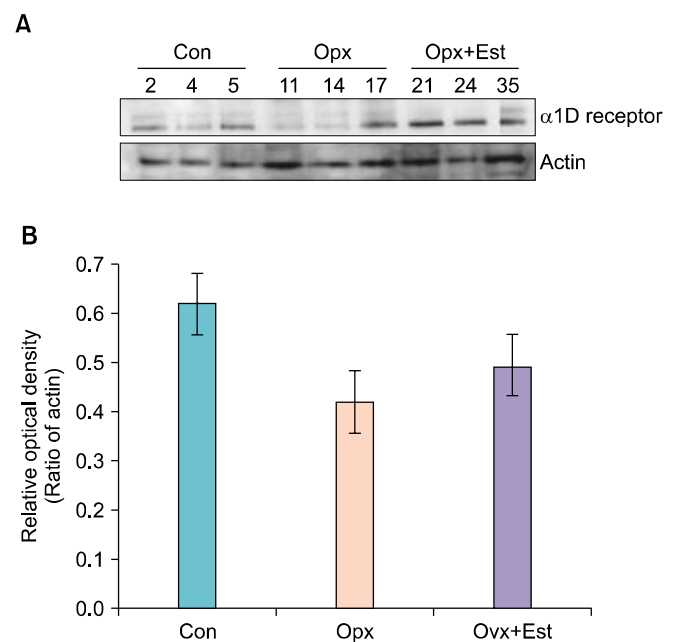 A
Con Opx Opx+Est
2 4 5 11 14 17 21 24 35
α1D receptor
Actin
B
Relative optical density
(Ratio of actin)
0.7
0.6
0.5
0.4
0.3
0.2
0.1
0.0
Con Opx Ovx+Est